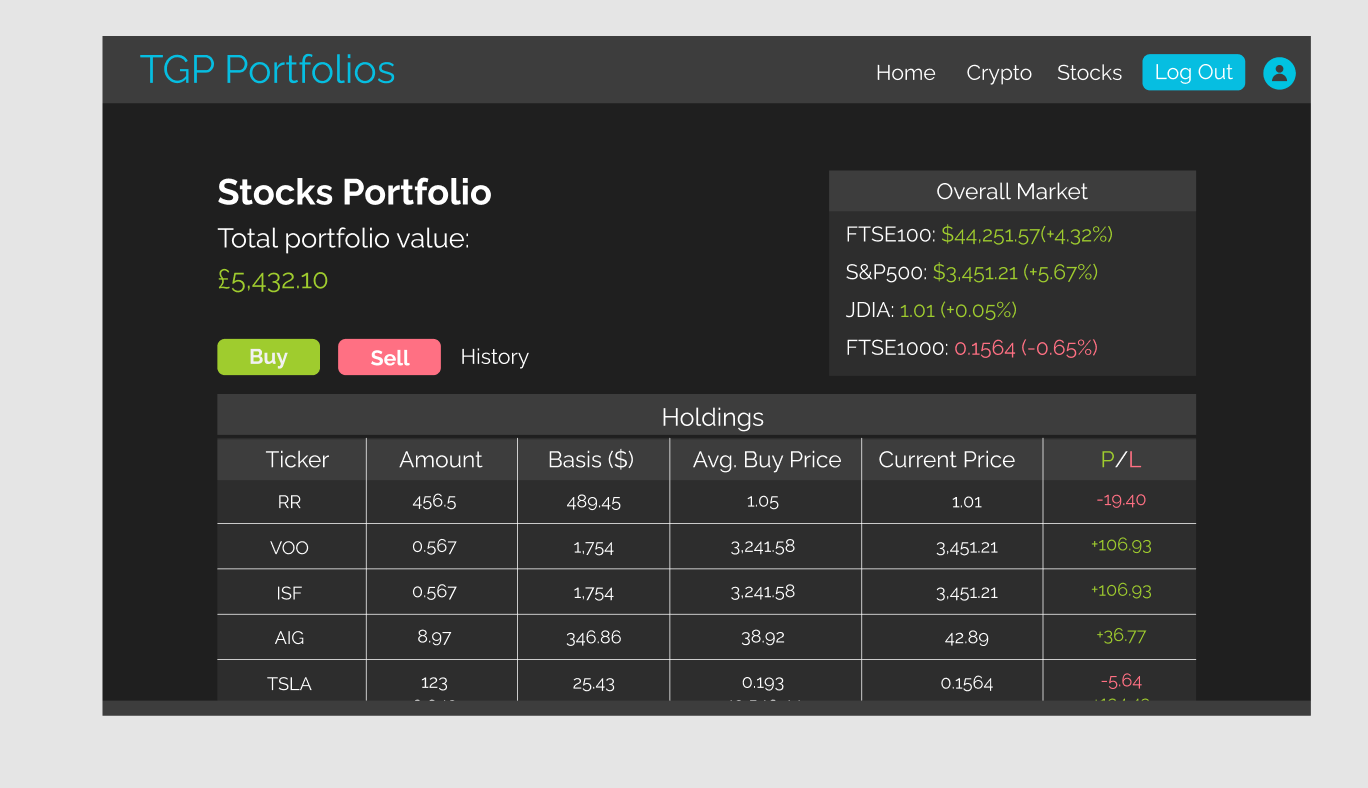 TGP Portfolios
Home Crypto Stocks Log Out
Stocks Portfolio
Total portfolio value:
£5,432.10
Buy Sell History
Overall Market
FTSE100: $44,251.57(+4.32%)
S&P500: $3,451.21 (+5.67%)
JDIA: 1.01 (+0.05%)
FTSE1000: 0.1564 (-0.65%)
Holdings
Ticker Amount Basis ($) Avg. Buy Price Current Price P/L
RR 456.5 489.45 1.05 1.01 -19.40
VOO 0.567 1,754 3,241.58 3,451.21 +106.93
ISF 0.567 1,754 3,241.58 3,451.21 +106.93
AIG 8.97 346.86 38.92 42.89 +36.77
TSLA 123 25.43 0.193 0.1564 -5.64